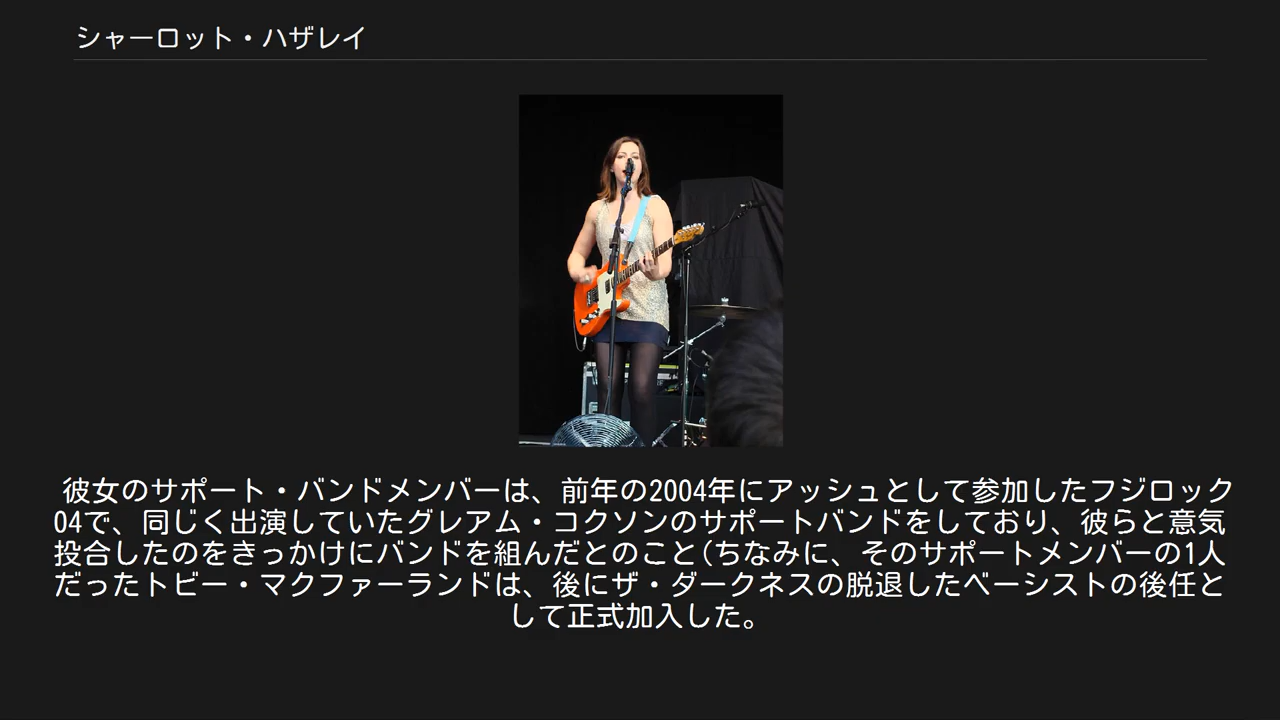 シャーロット・ハザレイ
彼女のサポート・バンドメンバーは、前年の2004年にアッシュとして参加したフジロック
04で、同じく出演していたグレアム・コクソンのサポートバンドをしており、彼らと意気
投合したのをきっかけにバンドを組んだとのこと(ちなみに、そのサポートメンバーの1人
だったトビー・マクファーランドは、後にザ・ダークネスの脱退したベーシストの後任と
して正式加入した。